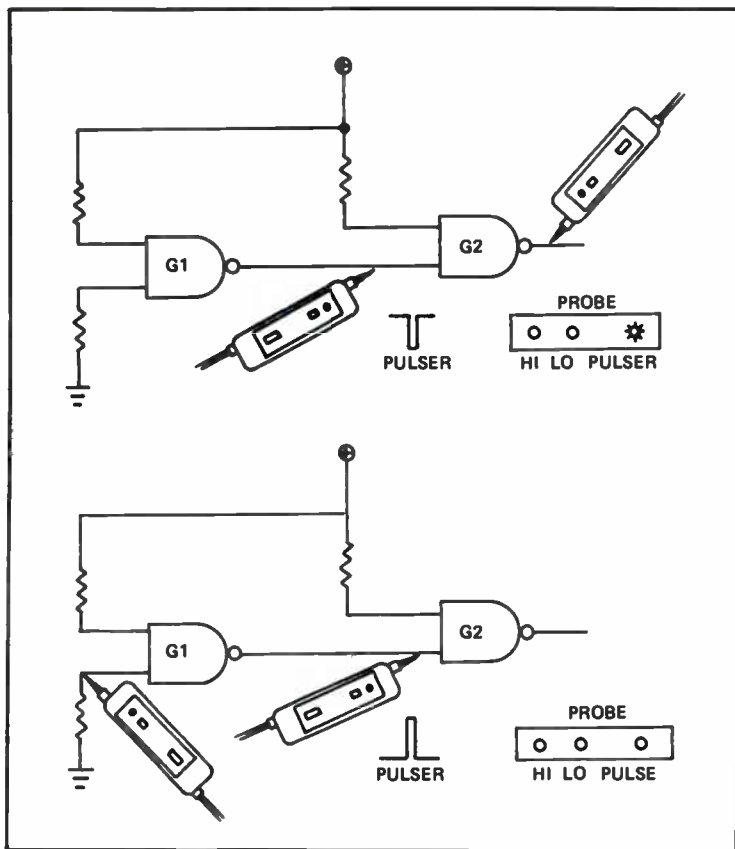 G1
G2
PULSER
PROBE
HI LO PULSER
G1
G2
PULSER
PROBE
HI LO PULSE